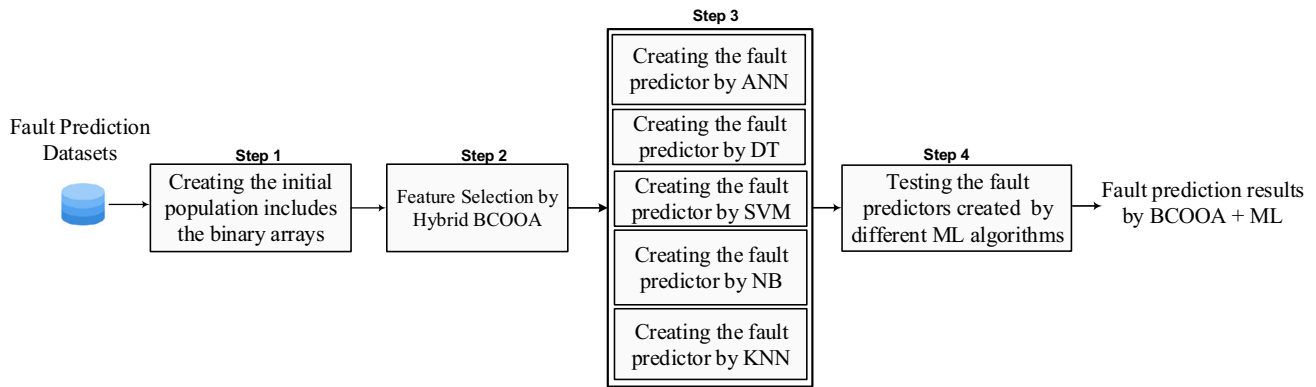 Fault Prediction
Datasets
Step 1
Creating the initial
population includes
the binary arrays
Step 2
Feature Selection by
Hybrid BCOOA
Step 3
Creating the fault
predictor by ANN
Creating the fault
predictor by DT
Creating the fault
predictor by SVM
Creating the fault
predictor by NB
Creating the fault
predictor by KNN
Step 4
Testing the fault
predictors created by
different ML algorithms
Fault prediction results
by BCOOA + ML